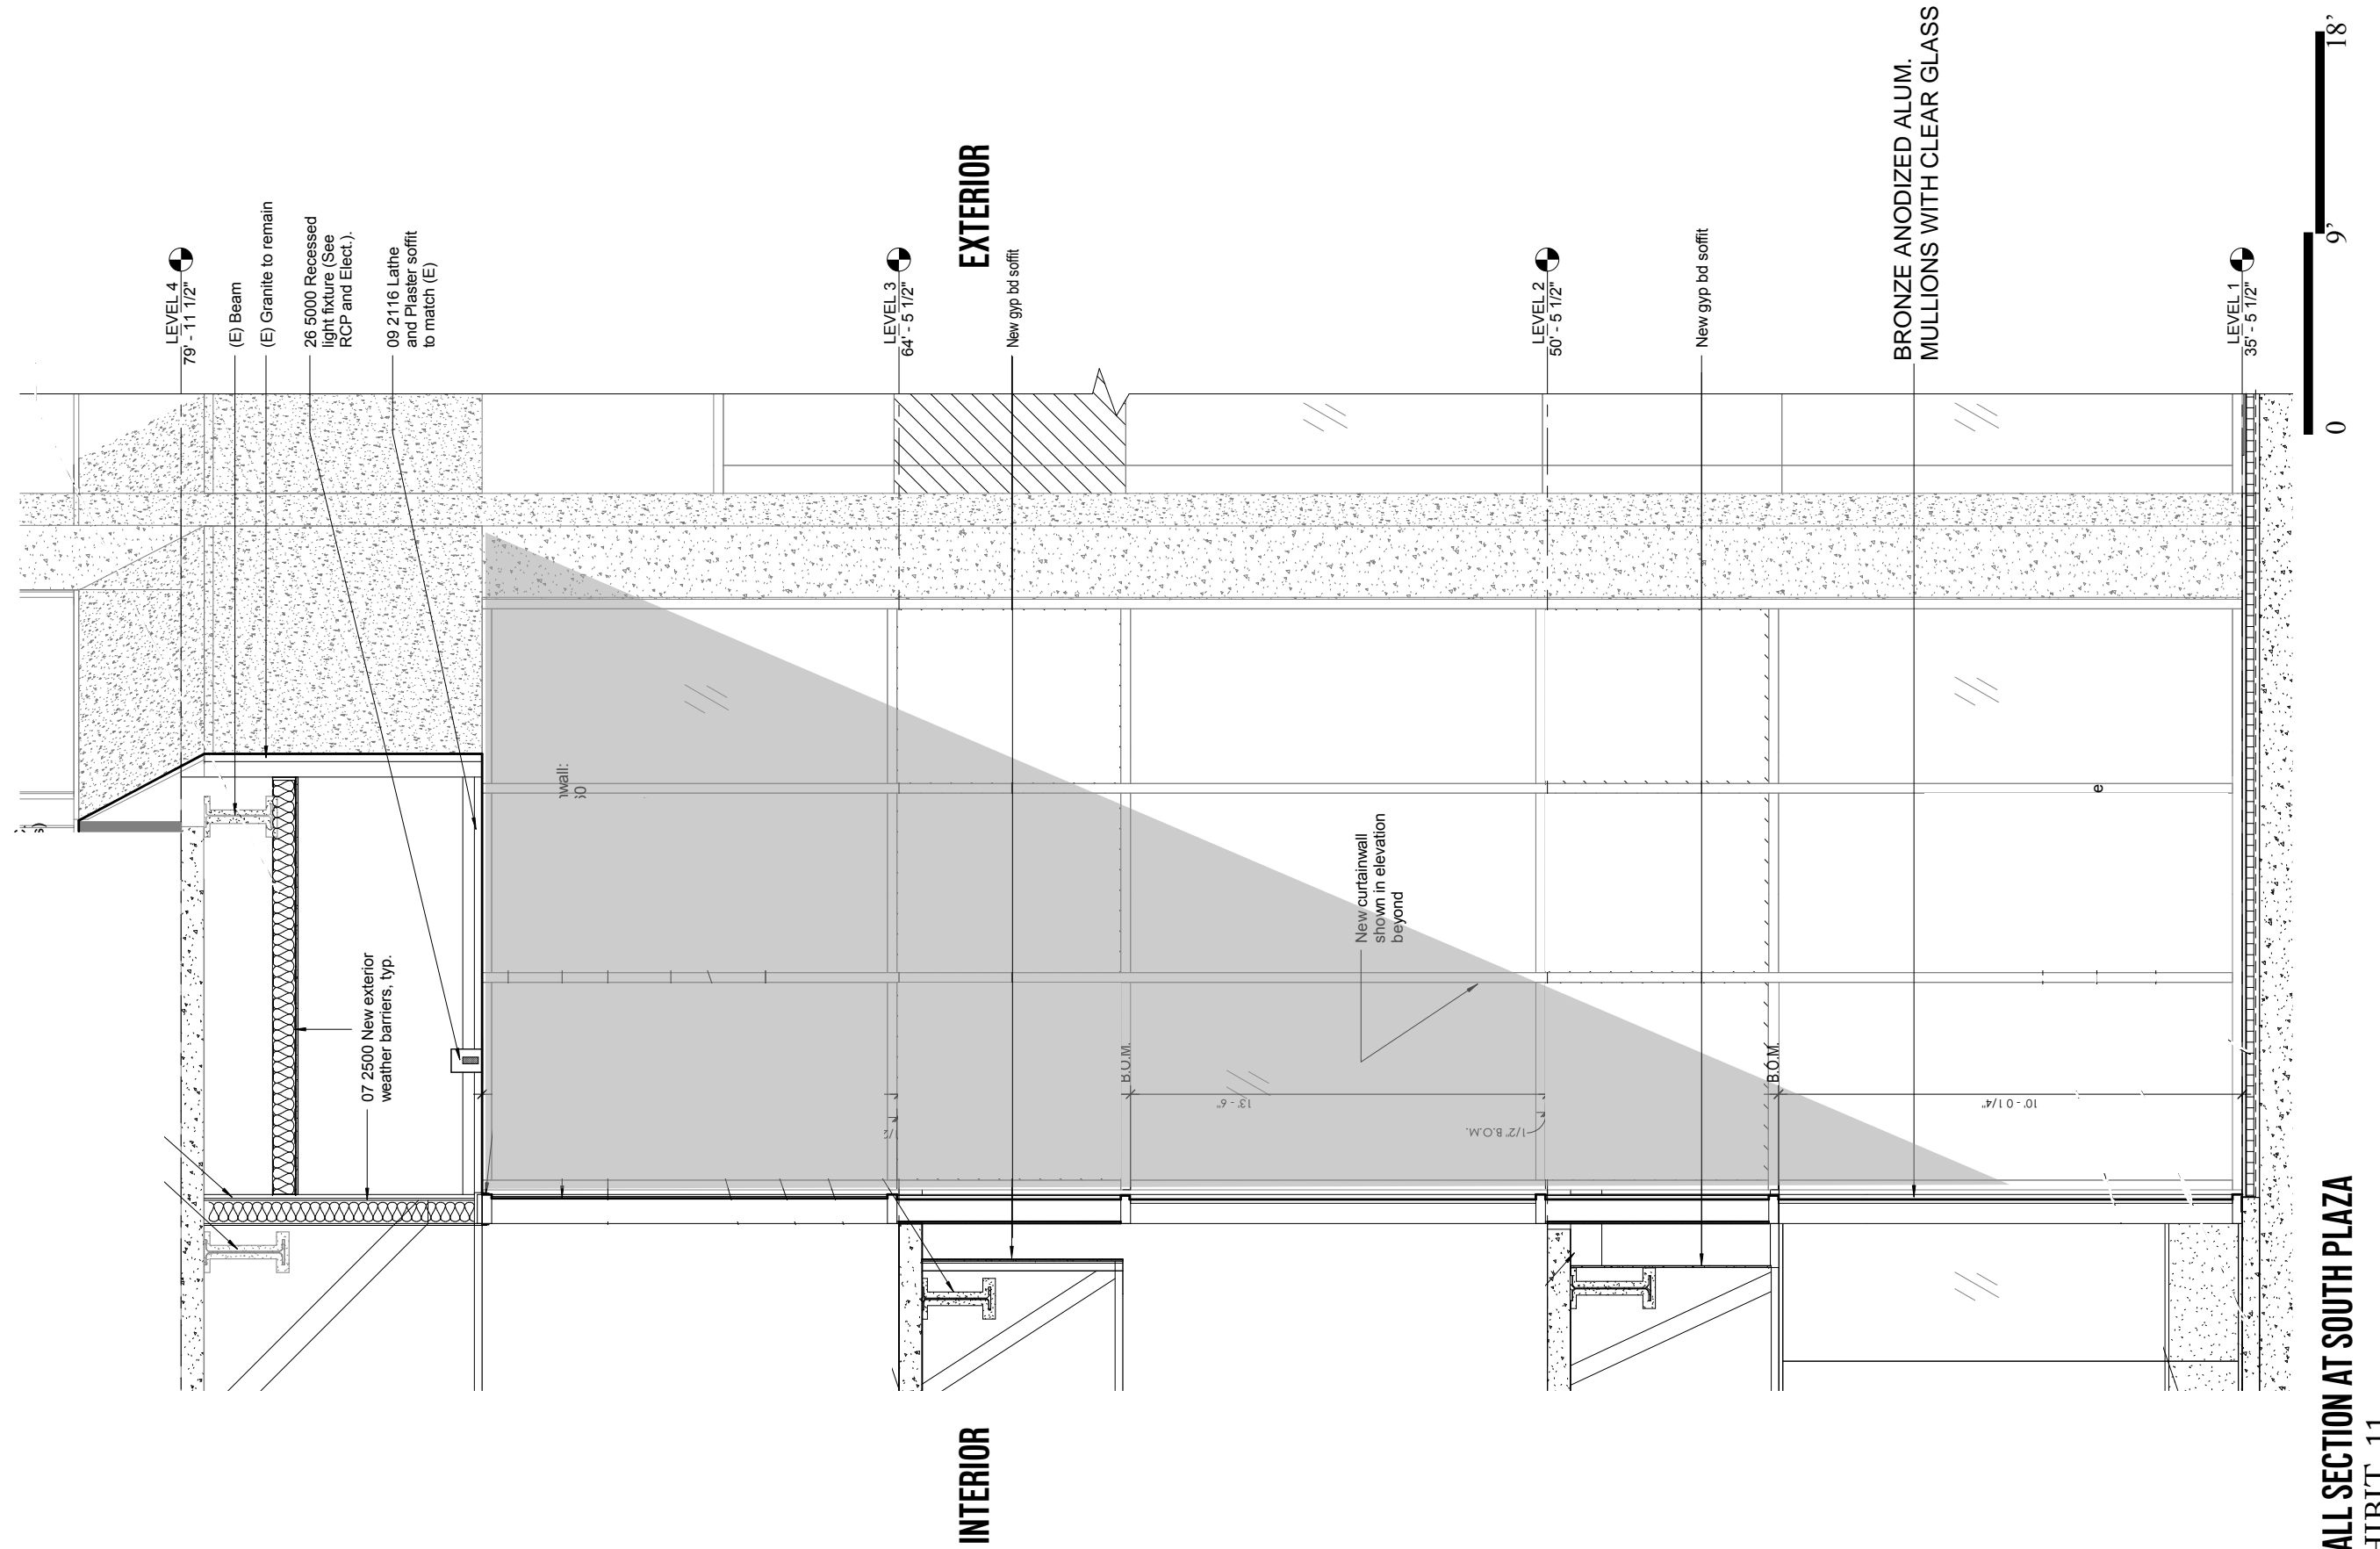 LEVEL 4
79' - 11 1/2"
(E) Beam
(E) Granite to remain
26 5000 Recessed
light fixture (See
RCP and Elect.).
09 2116 Lathe
and Plaster soffit
to match (E)
LEVEL 3
64' - 5 1/2"
EXTERIOR
New gyp bd soffit
LEVEL 2
50' - 5 1/2"
New gyp bd soffit
BRONZE ANODIZED ALUM.
MULLIONS WITH CLEAR GLASS
LEVEL 1
35' - 5 1/2"
0
9'
18'
07 2500 New exterior
weather barriers, typ.
New curtainwall
shown in elevation
beyond
e
B.O.M.
13' - 6"
1/2" B.O.M.
B.O.M.
10' - 0 1/4"
INTERIOR
ALL SECTION AT SOUTH PLAZA
11